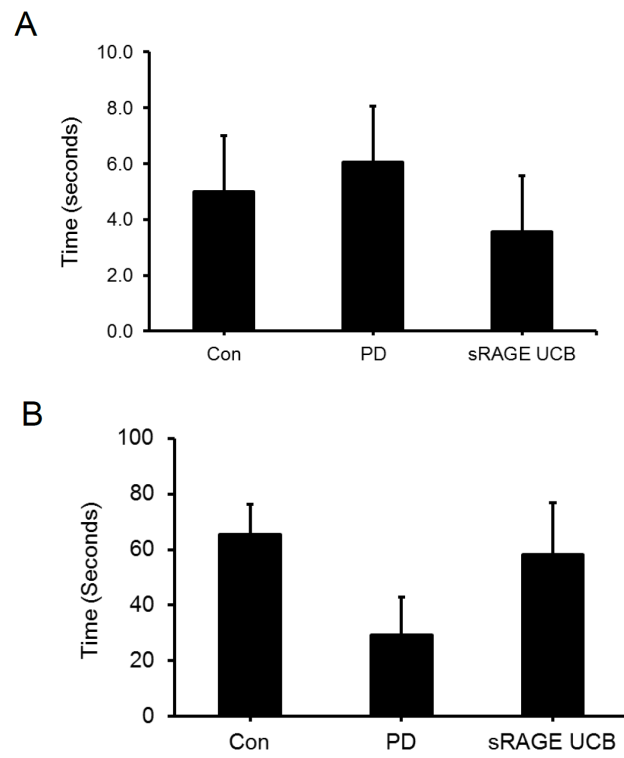 A
10.0
8.0
6.0
4.0
2.0
0.0
Time (seconds)
Con PD sRAGE UCB
B
100
80
60
40
20
0
Time (Seconds)
Con PD sRAGE UCB